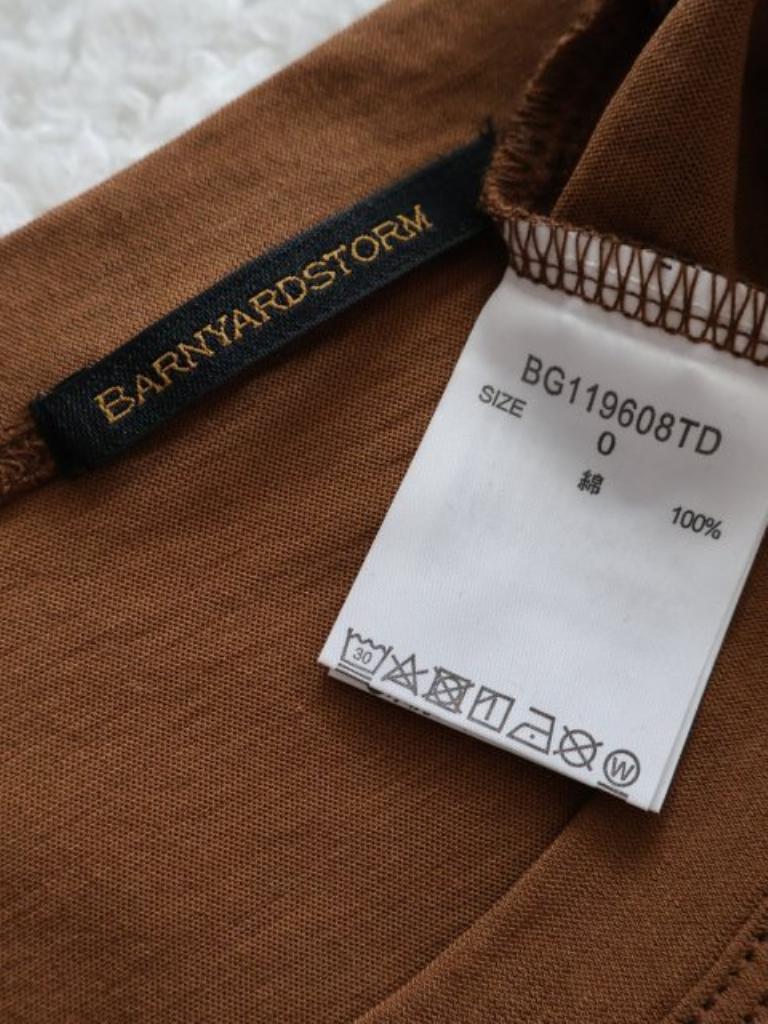 BARNYARDSTORM
BG119608TD
SIZE
0
綿
100%
30
W